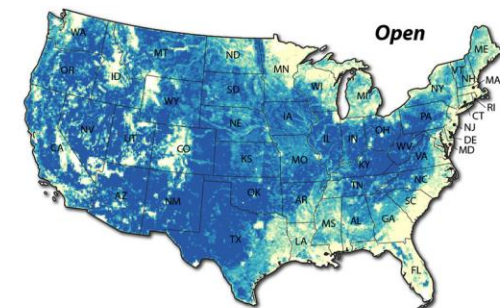 Open
WA
MT
ND
MN
ME
OR
ID
WI
VT
NH
MA
NY
MI
SD
WY
RI
CT
IA
PA
NJ
NE
OH
NV
UT
IL
IN
DE
MD
CA
CO
WV
KS
MO
VA
KY
NC
TN
AZ
NM
OK
AR
SC
MS
AL
GA
TX
LA
FL